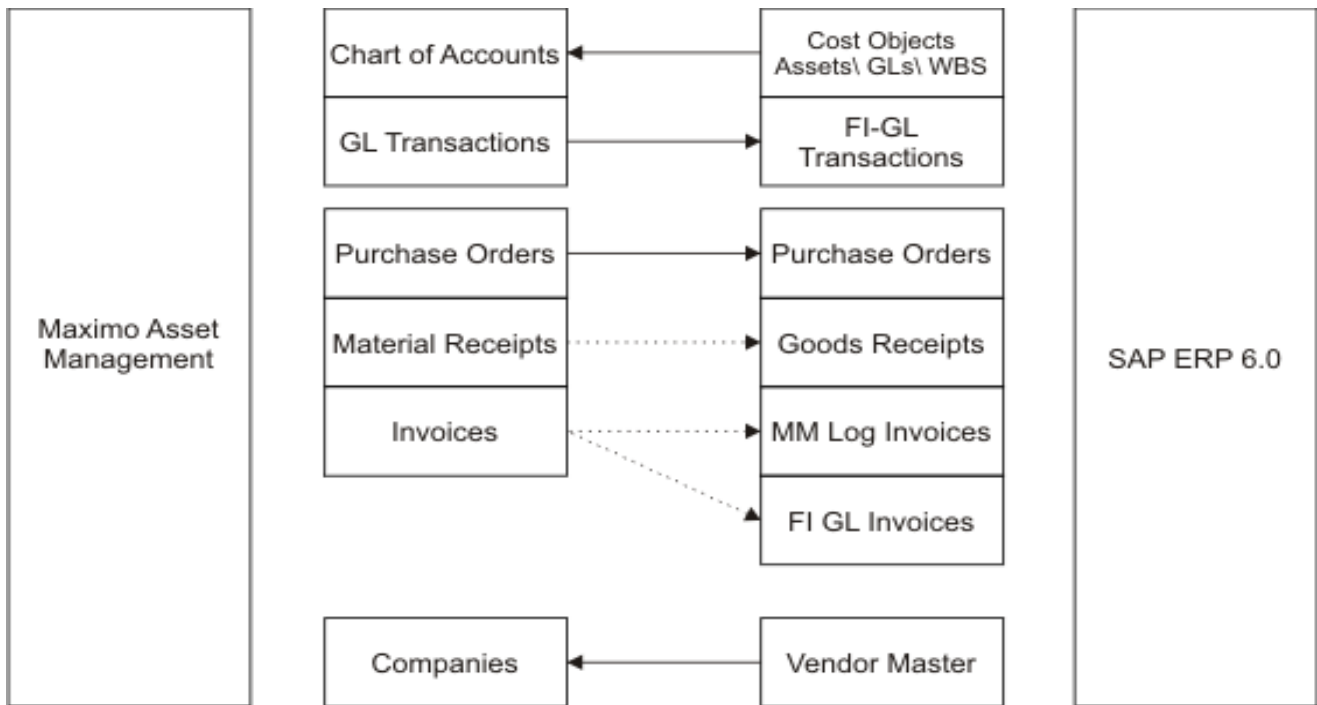 Chart of Accounts
Cost Objects
Assets\ GLs\ WBS
GL Transactions
FI-GL
Transactions
Purchase Orders
Purchase Orders
Maximo Asset
Management
Material Receipts
Goods Receipts
SAP ERP 6.0
Invoices
MM Log Invoices
FI GL Invoices
Companies
Vendor Master